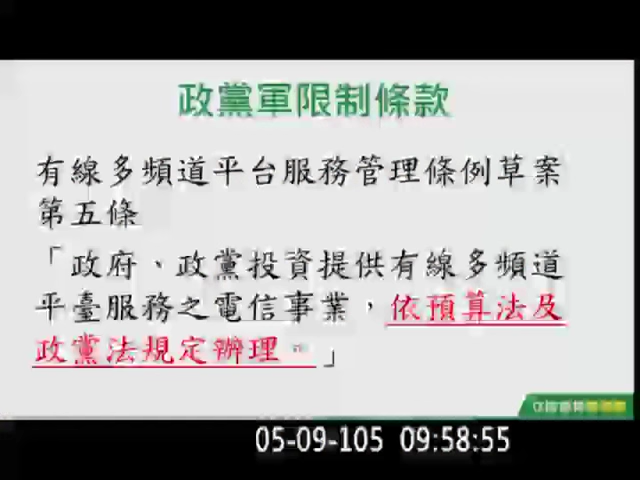 政黨軍限制條款
有線多頻道平台服務管理條例草案
第五條
「政府、政黨投資提供有線多頻道
平臺服務之電信事業，依預算法及
政黨法規定辦理。」
05-09-105 09:58:55